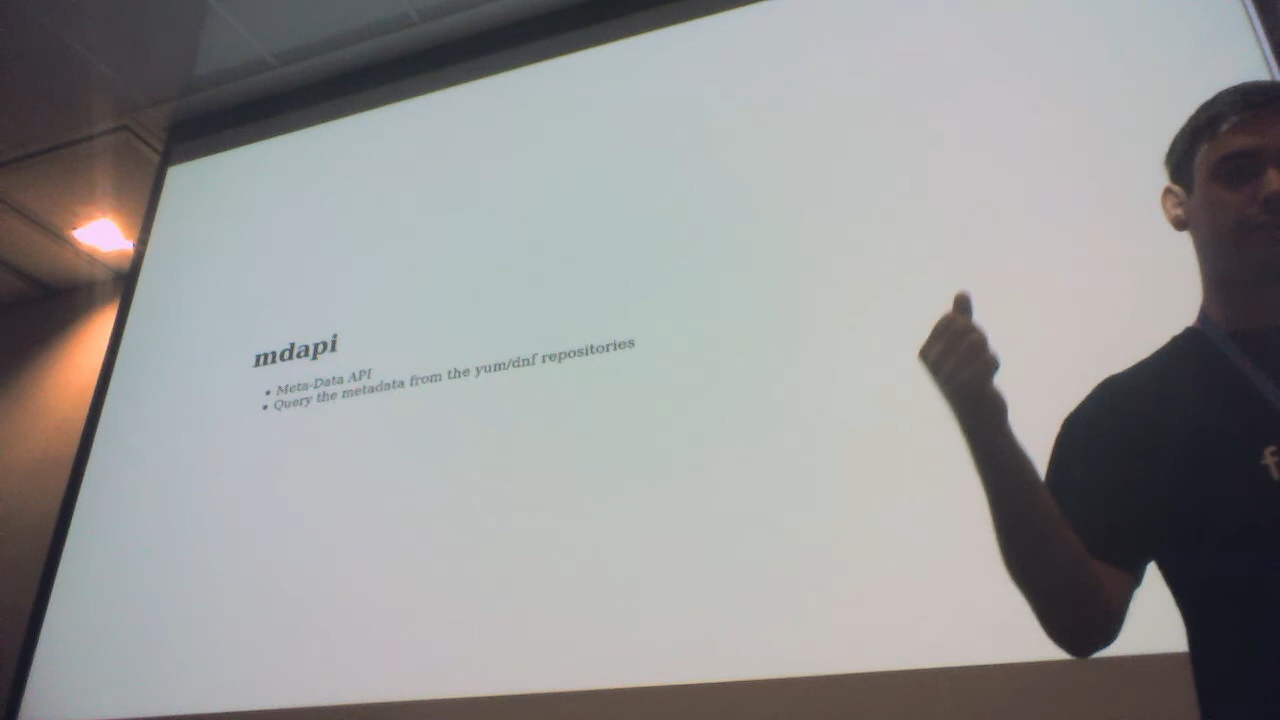 mdapi
• Meta-Data API
• Query the metadata from the yum/dnf repositories
f